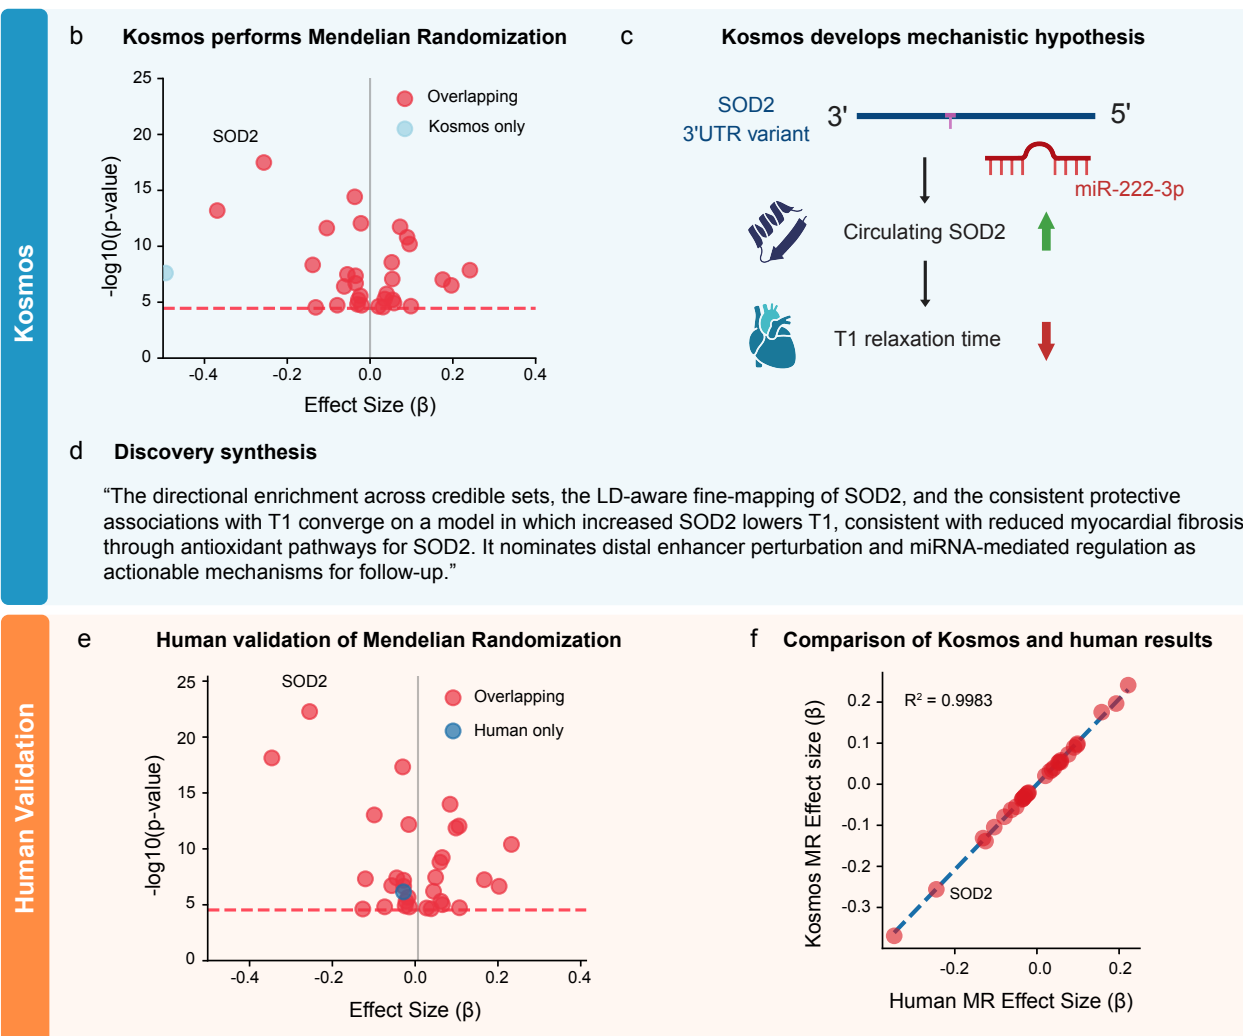 Kosmos
b Kosmos performs Mendelian Randomization
-log10(p-value)
25
20
15
10
5
0
SOD2
Overlapping
Kosmos only
-0.4 -0.2 0.0 0.2 0.4
Effect Size (β)
c Kosmos develops mechanistic hypothesis
SOD2
3'UTR variant
3' 5'
miR-222-3p
Circulating SOD2
T1 relaxation time
d Discovery synthesis
“The directional enrichment across credible sets, the LD-aware fine-mapping of SOD2, and the consistent protective
associations with T1 converge on a model in which increased SOD2 lowers T1, consistent with reduced myocardial fibrosis
through antioxidant pathways for SOD2. It nominates distal enhancer perturbation and miRNA-mediated regulation as
actionable mechanisms for follow-up.”
Human Validation
e Human validation of Mendelian Randomization
-log10(p-value)
25
20
15
10
5
0
SOD2
Overlapping
Human only
-0.4 -0.2 0.0 0.2 0.4
Effect Size (β)
f Comparison of Kosmos and human results
Kosmos MR Effect size (β)
0.2
0.1
0.0
-0.1
-0.2
-0.3
R² = 0.9983
SOD2
-0.2 0.0 0.2
Human MR Effect Size (β)